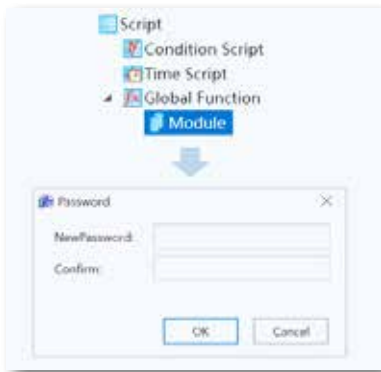 Script
Condition Script
Time Script
Global Function
Module
Password
NewPassword:
Confirm:
OK
Cancel